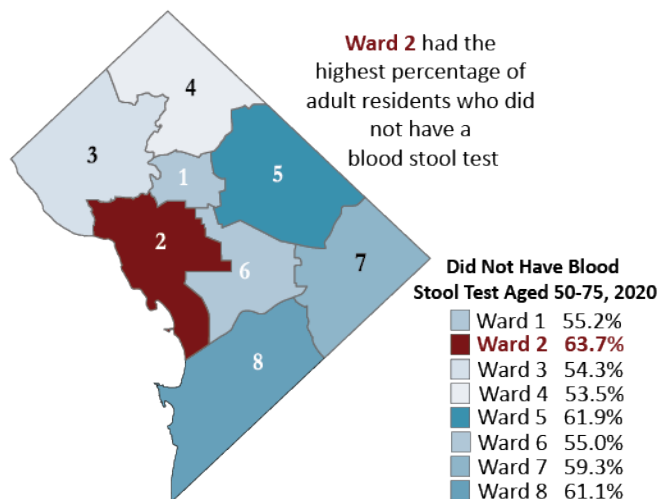 Ward 2 had the
highest percentage of
adult residents who did
not have a
blood stool test
4
3
1
5
2
6
7
8
Did Not Have Blood
Stool Test Aged 50-75, 2020
Ward 1 55.2%
Ward 2 63.7%
Ward 3 54.3%
Ward 4 53.5%
Ward 5 61.9%
Ward 6 55.0%
Ward 7 59.3%
Ward 8 61.1%